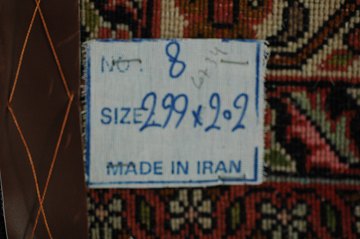 NO: 8
SIZE 299 x 202
MADE IN IRAN